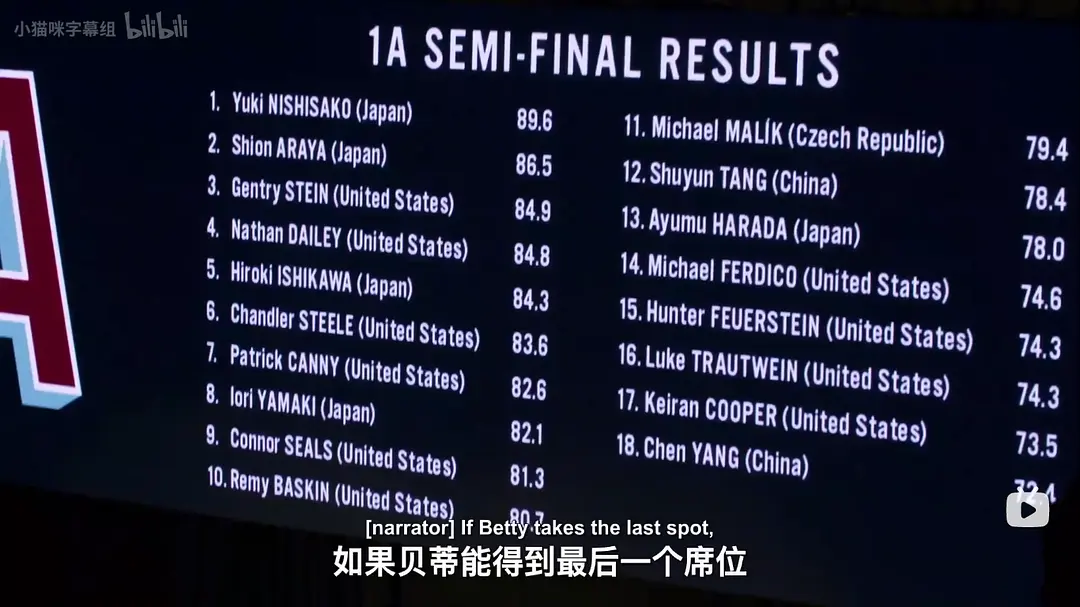 小猫咪字幕组 bilibili
1A SEMI-FINAL RESULTS
1. Yuki NISHISAKO (Japan) 89.6
2. Shion ARAYA (Japan) 86.5
3. Gentry STEIN (United States) 84.9
4. Nathan DAILEY (United States) 84.8
5. Hiroki ISHIKAWA (Japan) 84.3
6. Chandler STEELE (United States) 83.6
7. Patrick CANNY (United States) 82.6
8. Iori YAMAKI (Japan) 82.1
9. Connor SEALS (United States) 81.3
10. Remy BASKIN (United States) 80.7
11. Michael MALÍK (Czech Republic) 79.4
12. Shuyun TANG (China) 78.4
13. Ayumu HARADA (Japan) 78.0
14. Michael FERDICO (United States) 74.6
15. Hunter FEUERSTEIN (United States) 74.3
16. Luke TRAUTWEIN (United States) 74.3
17. Keiran COOPER (United States) 73.5
18. Chen YANG (China) 72.4
[narrator] If Betty takes the last spot,
如果贝蒂能得到最后一个席位